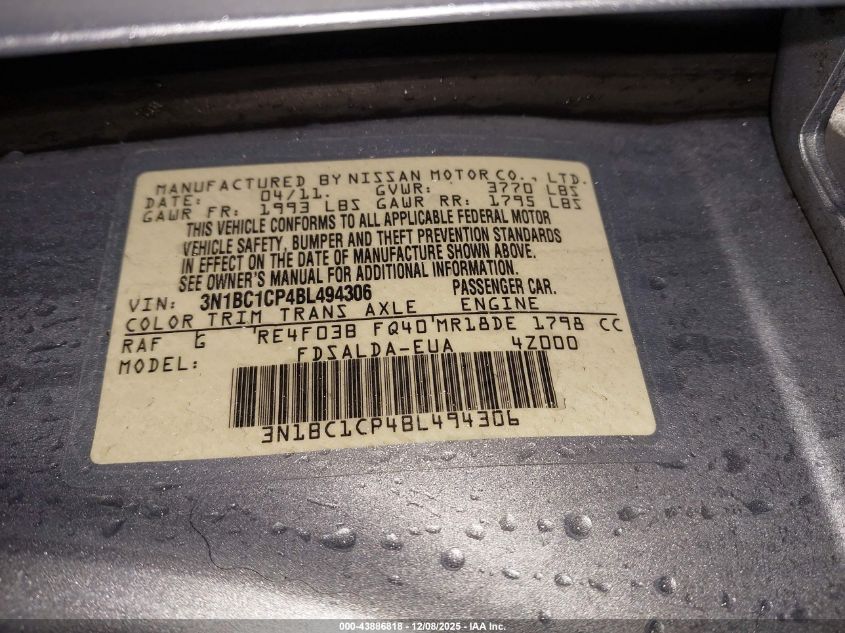 MANUFACTURED BY NISSAN MOTOR CO., LTD.
DATE: 04/11. GVWR: 3770 LBS
GAWR FR: 1993 LBS GAWR RR: 1795 LBS
THIS VEHICLE CONFORMS TO ALL APPLICABLE FEDERAL MOTOR
VEHICLE SAFETY, BUMPER AND THEFT PREVENTION STANDARDS
IN EFFECT ON THE DATE OF MANUFACTURE SHOWN ABOVE.
SEE OWNER'S MANUAL FOR ADDITIONAL INFORMATION.
VIN: 3N1BC1CP4BL494306 PASSENGER CAR.
COLOR TRIM TRANS AXLE ENGINE
RAF G RE4F03B FQ40 MR18DE 1798 CC
MODEL: FDSALDA-EUA 4Z000
3N1BC1CP4BL494306
000-43886818 - 12/08/2025 - IAA Inc.